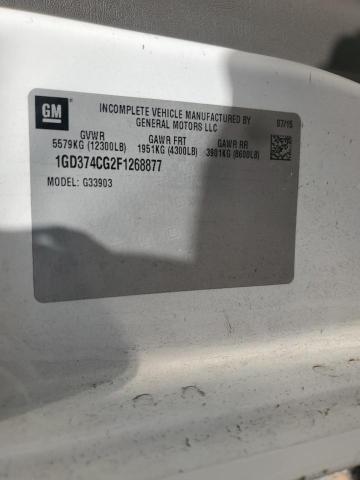 GM
INCOMPLETE VEHICLE MANUFACTURED BY
GENERAL MOTORS LLC
07/15
GVWR GAWR FRT GAWR RR
5579KG (12300LB) 1951KG (4300LB) 3901KG (8600LB)
1GD374CG2F1268877
MODEL: G33903